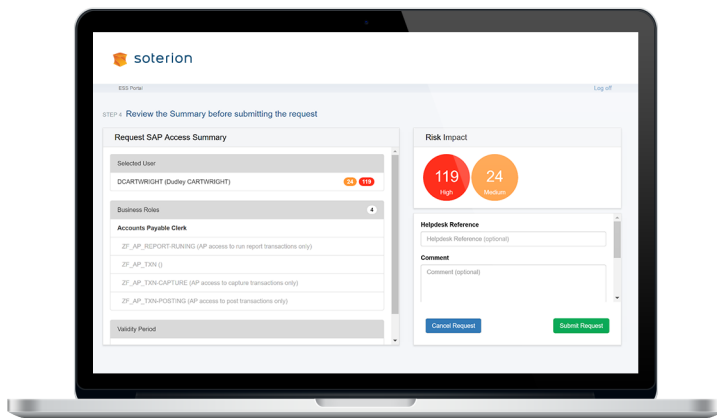 soterion
ESS Portal
Log off
STEP 4 Review the Summary before submitting the request
Request SAP Access Summary
Selected User
DCARTWRIGHT (Dudley CARTWRIGHT) 24 119
Business Roles 4
Accounts Payable Clerk
ZF_AP_REPORT-RUNING (AP access to run report transactions only)
ZF_AP_TXN ()
ZF_AP_TXN-CAPTURE (AP access to capture transactions only)
ZF_AP_TXN-POSTING (AP access to post transactions only)
Validity Period
Risk Impact
119
High
24
Medium
Helpdesk Reference
Helpdesk Reference (optional)
Comment
Comment (optional)
Cancel Request
Submit Request